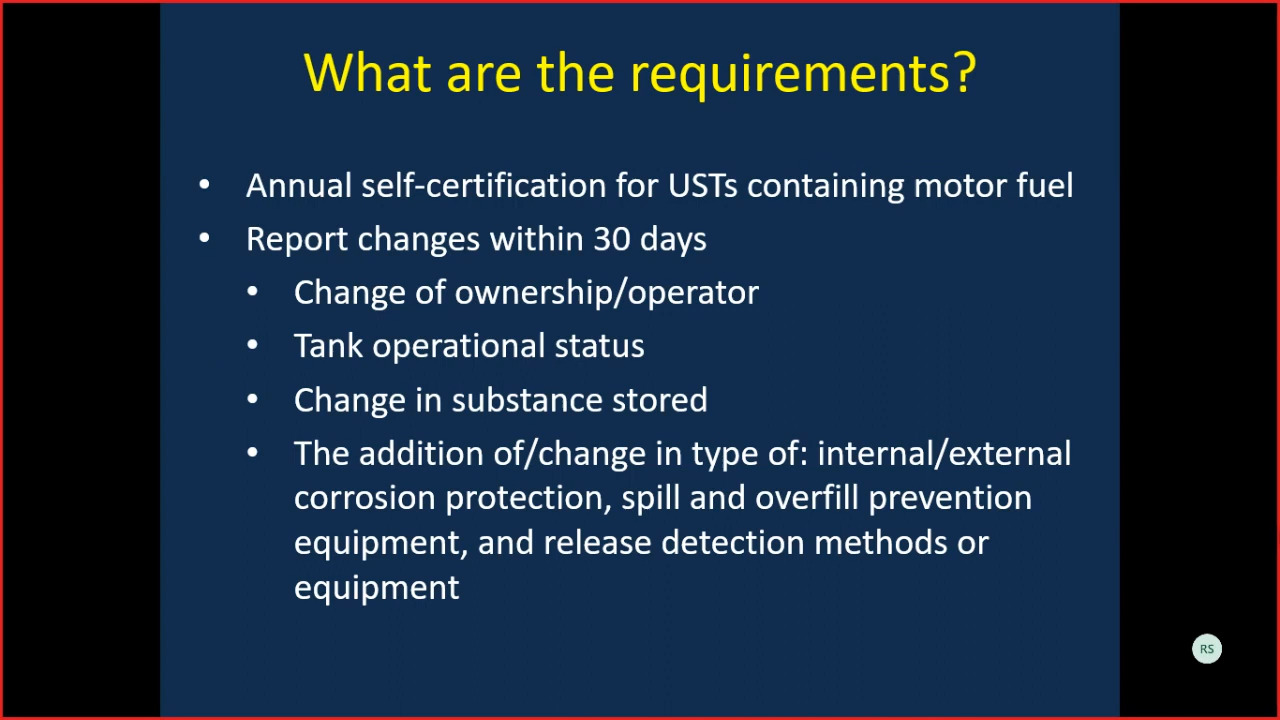 What are the requirements?
• Annual self-certification for USTs containing motor fuel
• Report changes within 30 days
• Change of ownership/operator
• Tank operational status
• Change in substance stored
• The addition of/change in type of: internal/external
corrosion protection, spill and overfill prevention
equipment, and release detection methods or
equipment
RS